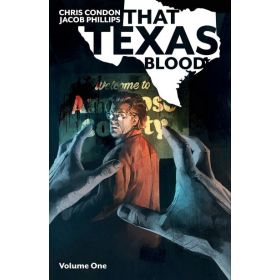 CHRIS CONDON
JACOB PHILLIPS
THAT
TEXAS
BLOOD
Welcome to
Volume One